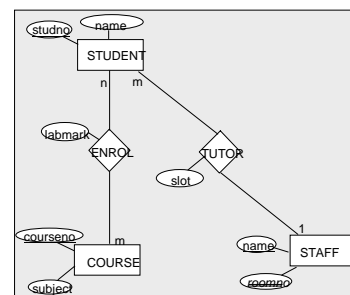 name
studno
STUDENT
n
m
labmark
ENROL
TUTOR
slot
courseno
m
1
name
STAFF
COURSE
roomno
subject